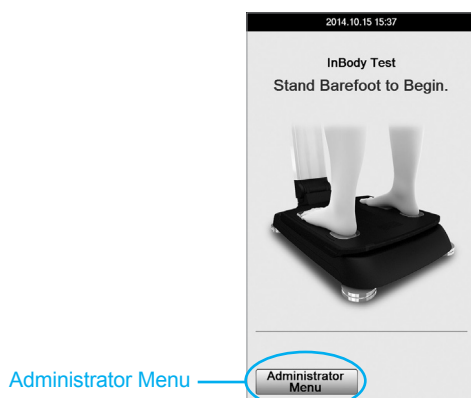 2014.10.15 15:37
InBody Test
Stand Barefoot to Begin.
Administrator Menu
Administrator
Menu